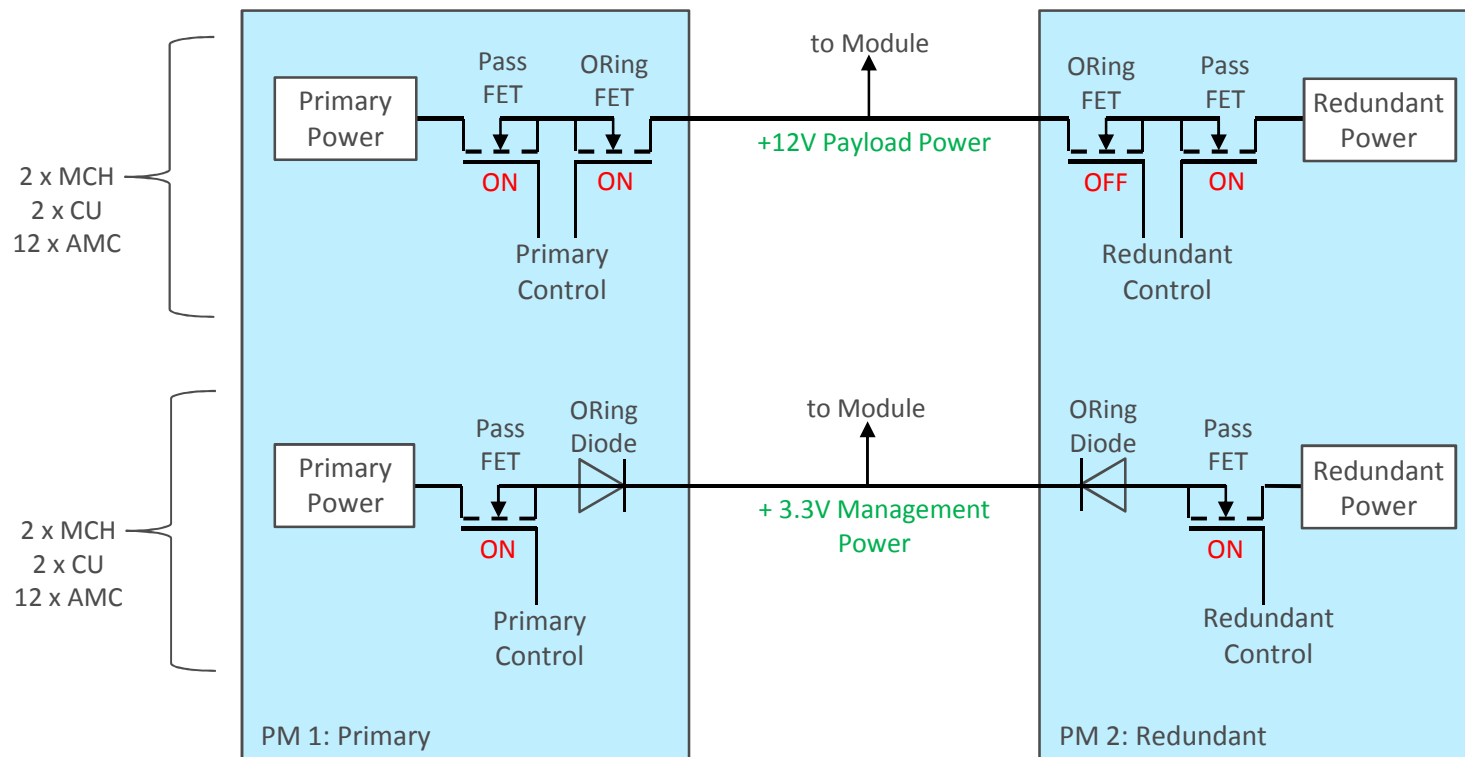 to Module
Pass
FET
ORing
FET
ORing
FET
Pass
FET
Primary
Power
Redundant
Power
+12V Payload Power
2 x MCH
2 x CU
12 x AMC
ON
ON
OFF
ON
Primary
Control
Redundant
Control
to Module
Pass
FET
ORing
Diode
ORing
Diode
Pass
FET
Primary
Power
Redundant
Power
+ 3.3V Management
Power
2 x MCH
2 x CU
12 x AMC
ON
ON
Primary
Control
Redundant
Control
PM 1: Primary
PM 2: Redundant